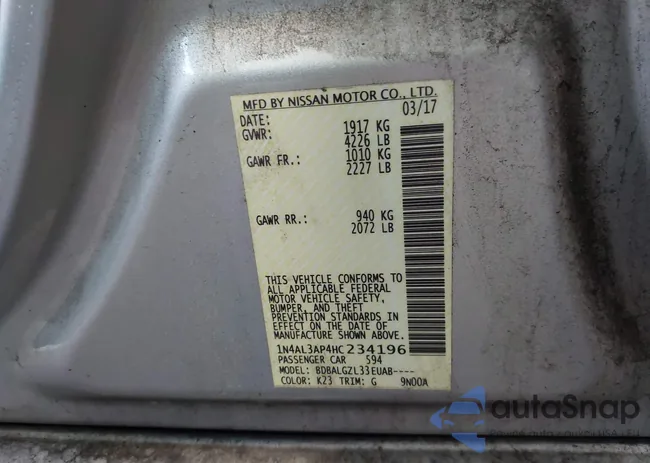 MFD BY NISSAN MOTOR CO., LTD.
DATE: 03/17
GVWR: 1917 KG
4226 LB
GAWR FR.: 1010 KG
2227 LB
GAWR RR.: 940 KG
2072 LB
THIS VEHICLE CONFORMS TO
ALL APPLICABLE FEDERAL
MOTOR VEHICLE SAFETY,
BUMPER, AND THEFT
PREVENTION STANDARDS IN
EFFECT ON THE DATE OF
MANUFACTURE SHOWN ABOVE.
1N4AL3AP4HC234196
PASSENGER CAR 594
MODEL: BDBALGZL33EUAB----
COLOR: K23 TRIM: G 9N00A
autoSnap